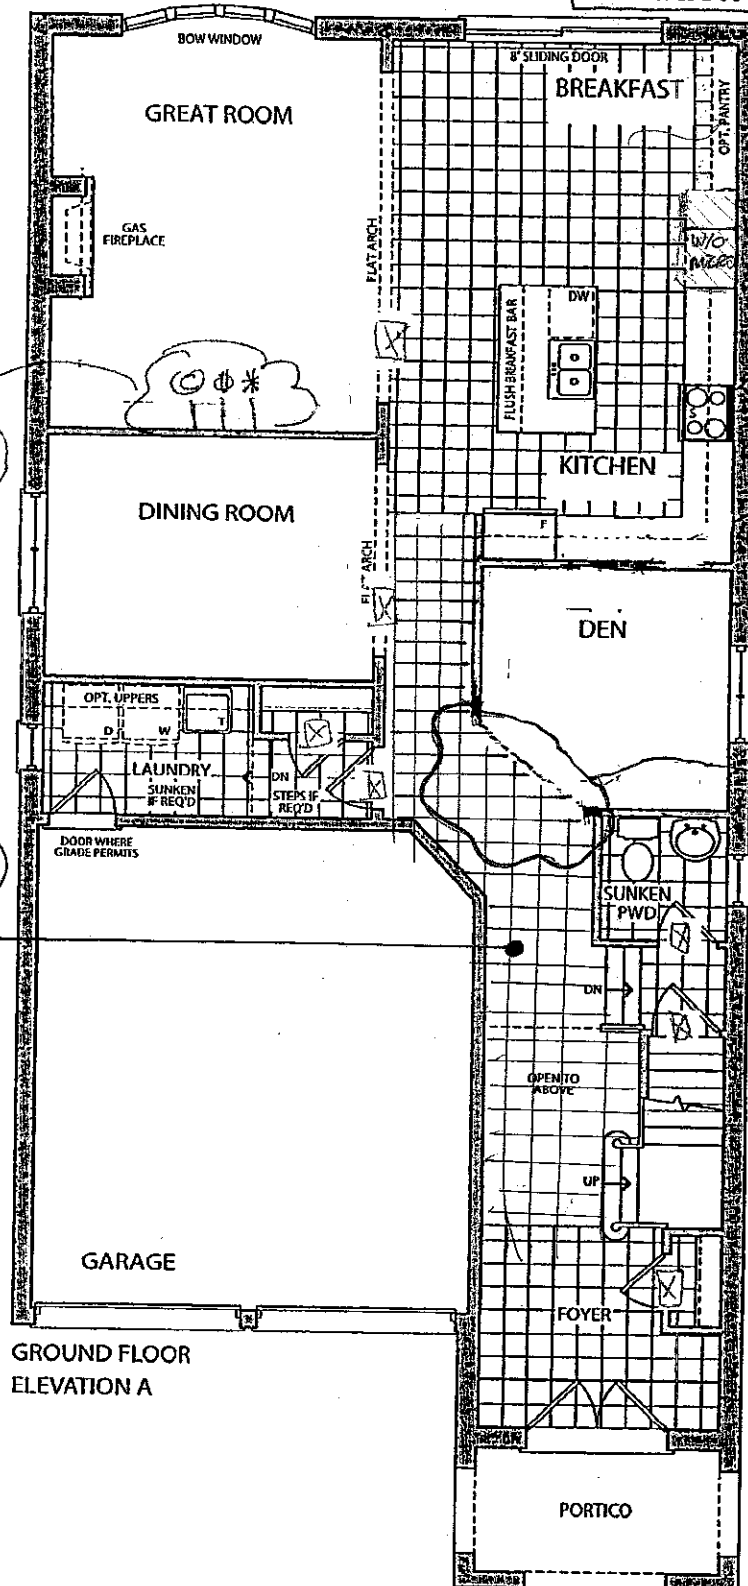 BOW WINDOW
8' SLIDING DOOR
BREAKFAST
GREAT ROOM
OPT. PANTRY
GAS
FIREPLACE
FLAT ARCH
W/O
MICRO
DW
FLUSH BREAKFAST BAR
S
KITCHEN
DINING ROOM
F
FLAT ARCH
DEN
OPT. UPPERS
D
W
T
LAUNDRY
SUNKEN
IF REQ'D
DN
STEPS IF
REQ'D
DOOR WHERE
GRADE PERMITS
SUNKEN
PWD
DN
OPEN TO
ABOVE
UP
GARAGE
FOYER
GROUND FLOOR
ELEVATION A
PORTICO